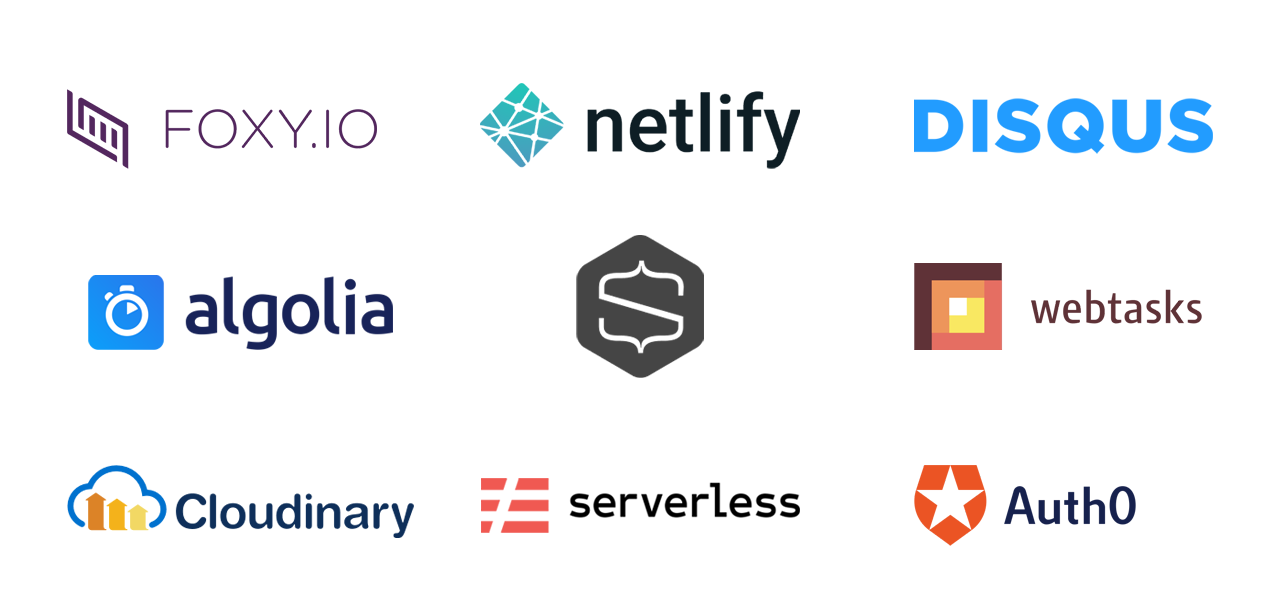 FOXY.IO
netlify
DISQUS
algolia
webtasks
Cloudinary
serverless
Auth0